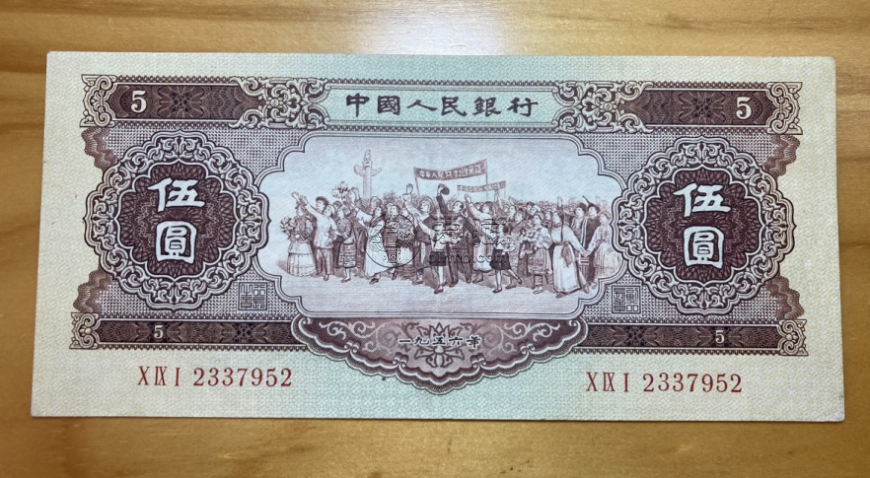 5 中國人民銀行 5
伍圓 伍圓
5 一九五六年 5
X IX I 2337952 X IX I 2337952